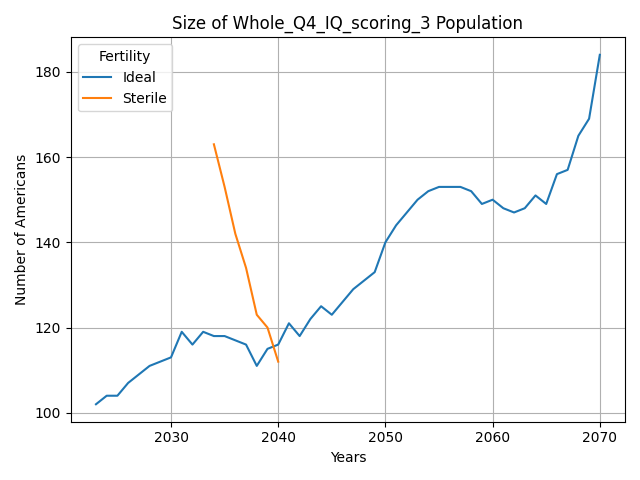 Size of Whole_Q4_IQ_scoring_3 Population
Fertility
Ideal
Sterile
Number of Americans
180
160
140
120
100
2030 2040 2050 2060 2070
Years